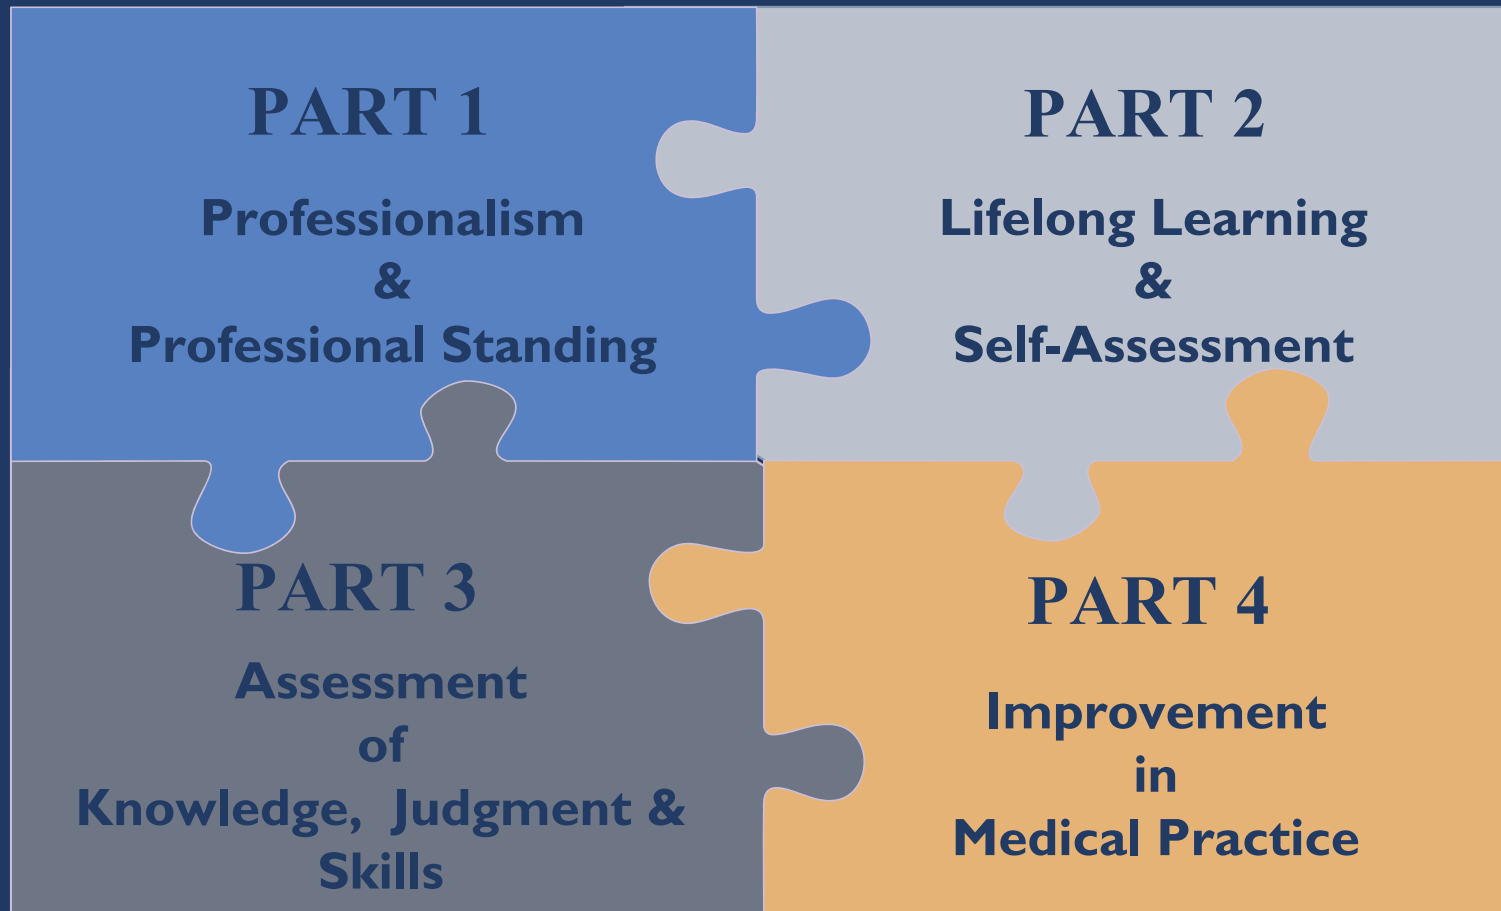 PART 1
Professionalism
&
Professional Standing
PART 2
Lifelong Learning
&
Self-Assessment
PART 3
Assessment
of
Knowledge, Judgment &
Skills
PART 4
Improvement
in
Medical Practice